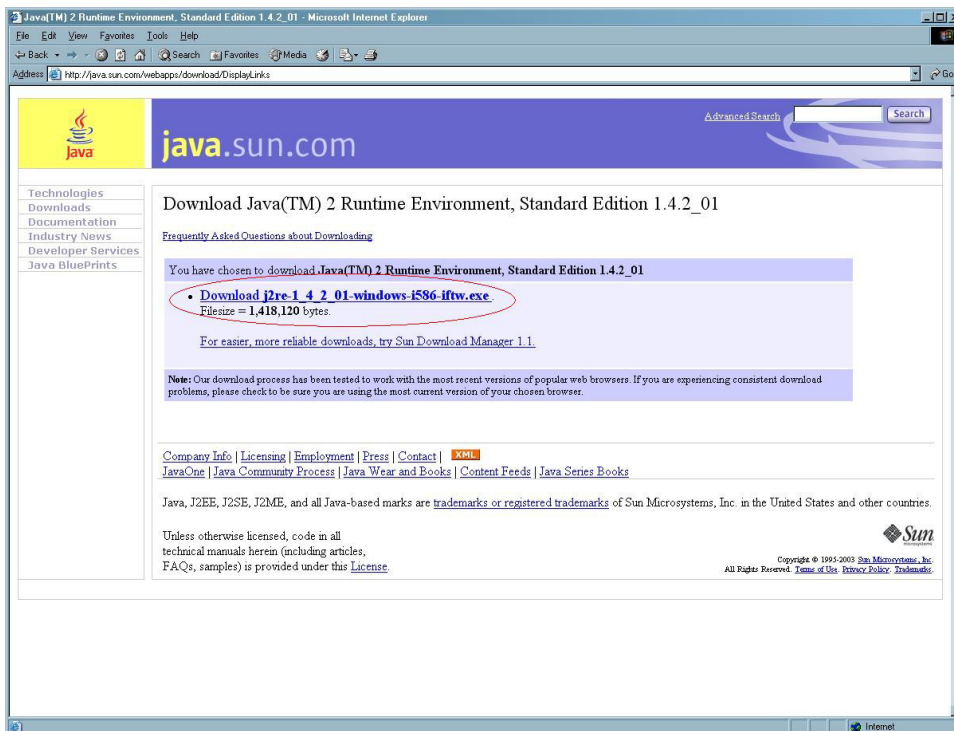 Java(TM) 2 Runtime Environment, Standard Edition 1.4.2_01 - Microsoft Internet Explorer
File Edit View Favorites Tools Help
Back Search Favorites Media
Address http://java.sun.com/webapps/download/DisplayLinks Go
Java
java.sun.com
Advanced Search Search
Technologies
Downloads
Documentation
Industry News
Developer Services
Java BluePrints
Download Java(TM) 2 Runtime Environment, Standard Edition 1.4.2_01
Frequently Asked Questions about Downloading
You have chosen to download Java(TM) 2 Runtime Environment, Standard Edition 1.4.2_01
• Download j2re-1_4_2_01-windows-i586-iftw.exe .
Filesize = 1,418,120 bytes.
For easier, more reliable downloads, try Sun Download Manager 1.1.
Note: Our download process has been tested to work with the most recent versions of popular web browsers. If you are experiencing consistent download
problems, please check to be sure you are using the most current version of your chosen browser.
Company Info | Licensing | Employment | Press | Contact | XML
JavaOne | Java Community Process | Java Wear and Books | Content Feeds | Java Series Books
Java, J2EE, J2SE, J2ME, and all Java-based marks are trademarks or registered trademarks of Sun Microsystems, Inc. in the United States and other countries.
Unless otherwise licensed, code in all
technical manuals herein (including articles,
FAQs, samples) is provided under this License.
Sun
microsystems
Copyright © 1995-2003 Sun Microsystems, Inc.
All Rights Reserved. Terms of Use. Privacy Policy. Trademarks.
Internet